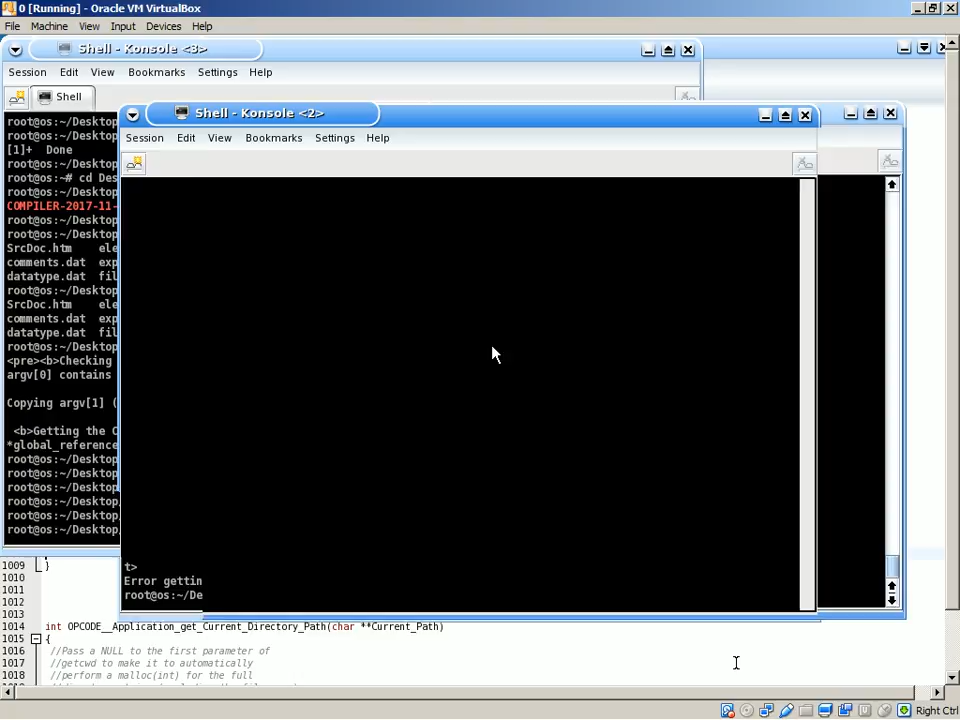 0 [Running] - Oracle VM VirtualBox
File Machine View Input Devices Help
Shell - Konsole <3>
Session Edit View Bookmarks Settings Help
Shell
root@os:~/Desktop
root@os:~/Desktop
[1]+ Done
root@os:~/Desktop
root@os:~# cd Des
root@os:~/Desktop
COMPILER-2017-11-
root@os:~/Desktop
root@os:~/Desktop
SrcDoc.htm ele
comments.dat exp
datatype.dat fil
root@os:~/Desktop
SrcDoc.htm ele
comments.dat exp
datatype.dat fil
root@os:~/Desktop
<pre><b>Checking
argv[0] contains
Copying argv[1] (
<b>Getting the C
*global_reference
root@os:~/Desktop
root@os:~/Desktop
root@os:~/Desktop
root@os:~/Desktop/
root@os:~/Desktop/
root@os:~/Desktop/
Shell - Konsole <2>
Session Edit View Bookmarks Settings Help
t>
Error gettin
root@os:~/De
1009 }
1010
1011
1012
1013
1014 int OPCODE__Application_get_Current_Directory_Path(char **Current_Path)
1015 {
1016 //Pass a NULL to the first parameter of
1017 //getcwd to make it to automatically
1018 //perform a malloc(int) for the full
Right Ctrl